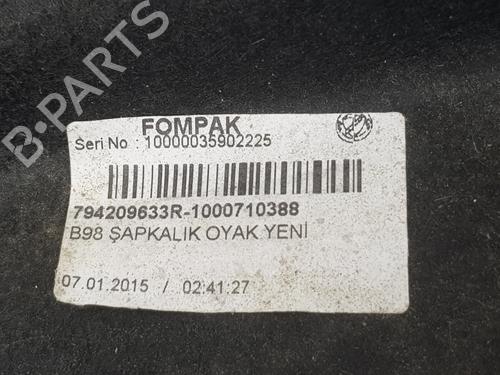 B-PARTS
FOMPAK
Seri No : 10000035902225
794209633R-1000710388
B98 ŞAPKALIK OYAK YENİ
07.01.2015 / 02:41:27